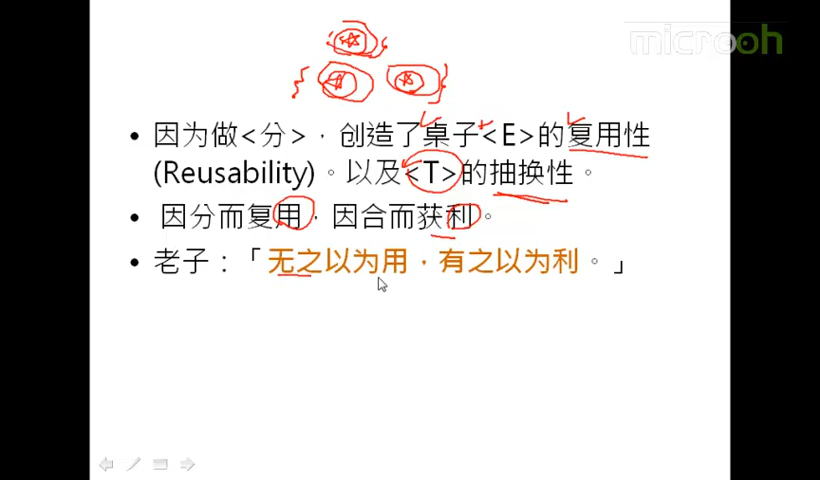 microoh
• 因为做<分>，创造了桌子<E>的复用性
(Reusability)。以及<T>的抽换性。
• 因分而复用，因合而获利。
• 老子：「无之以为用，有之以为利。」